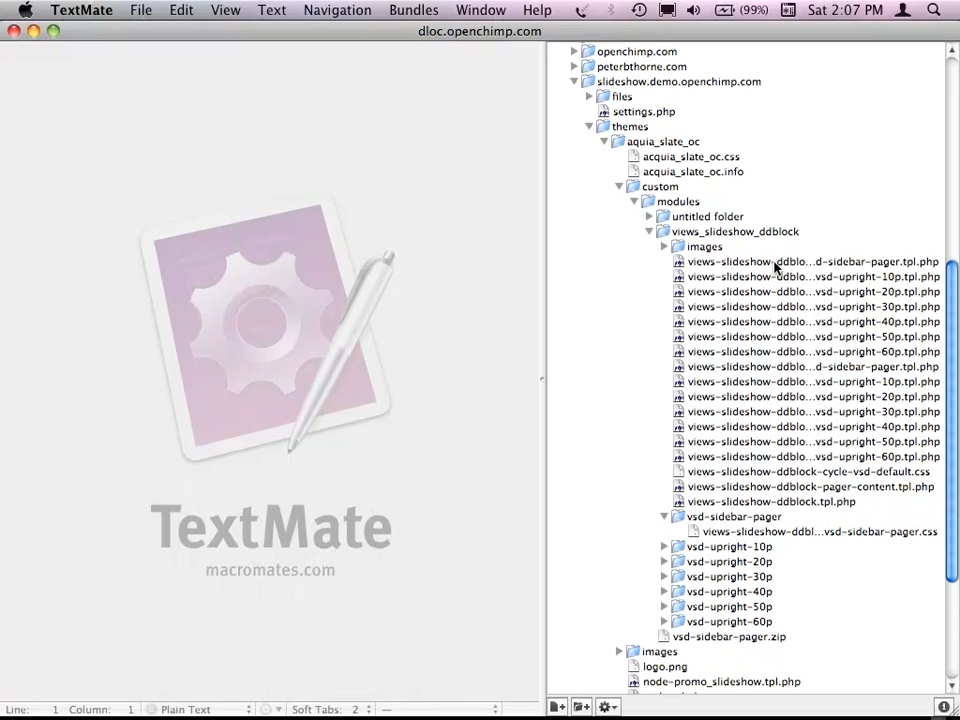 TextMate File Edit View Text Navigation Bundles Window Help (99%) Sat 2:07 PM
dloc.openchimp.com
openchimp.com
peterbthorne.com
slideshow.demo.openchimp.com
files
settings.php
themes
aquia_slate_oc
acquia_slate_oc.css
acquia_slate_oc.info
custom
modules
untitled folder
views_slideshow_ddblock
images
views-slideshow-ddblo...d-sidebar-pager.tpl.php
views-slideshow-ddblo...vsd-upright-10p.tpl.php
views-slideshow-ddblo...vsd-upright-20p.tpl.php
views-slideshow-ddblo...vsd-upright-30p.tpl.php
views-slideshow-ddblo...vsd-upright-40p.tpl.php
views-slideshow-ddblo...vsd-upright-50p.tpl.php
views-slideshow-ddblo...vsd-upright-60p.tpl.php
views-slideshow-ddblo...d-sidebar-pager.tpl.php
views-slideshow-ddblo...vsd-upright-10p.tpl.php
views-slideshow-ddblo...vsd-upright-20p.tpl.php
views-slideshow-ddblo...vsd-upright-30p.tpl.php
views-slideshow-ddblo...vsd-upright-40p.tpl.php
views-slideshow-ddblo...vsd-upright-50p.tpl.php
views-slideshow-ddblo...vsd-upright-60p.tpl.php
views-slideshow-ddblock-cycle-vsd-default.css
views-slideshow-ddblock-pager-content.tpl.php
views-slideshow-ddblock.tpl.php
vsd-sidebar-pager
views-slideshow-ddbl...vsd-sidebar-pager.css
vsd-upright-10p
vsd-upright-20p
vsd-upright-30p
vsd-upright-40p
vsd-upright-50p
vsd-upright-60p
vsd-sidebar-pager.zip
images
logo.png
node-promo_slideshow.tpl.php
TextMate
macromates.com
Line: 1 Column: 1 Plain Text Soft Tabs: 2 —